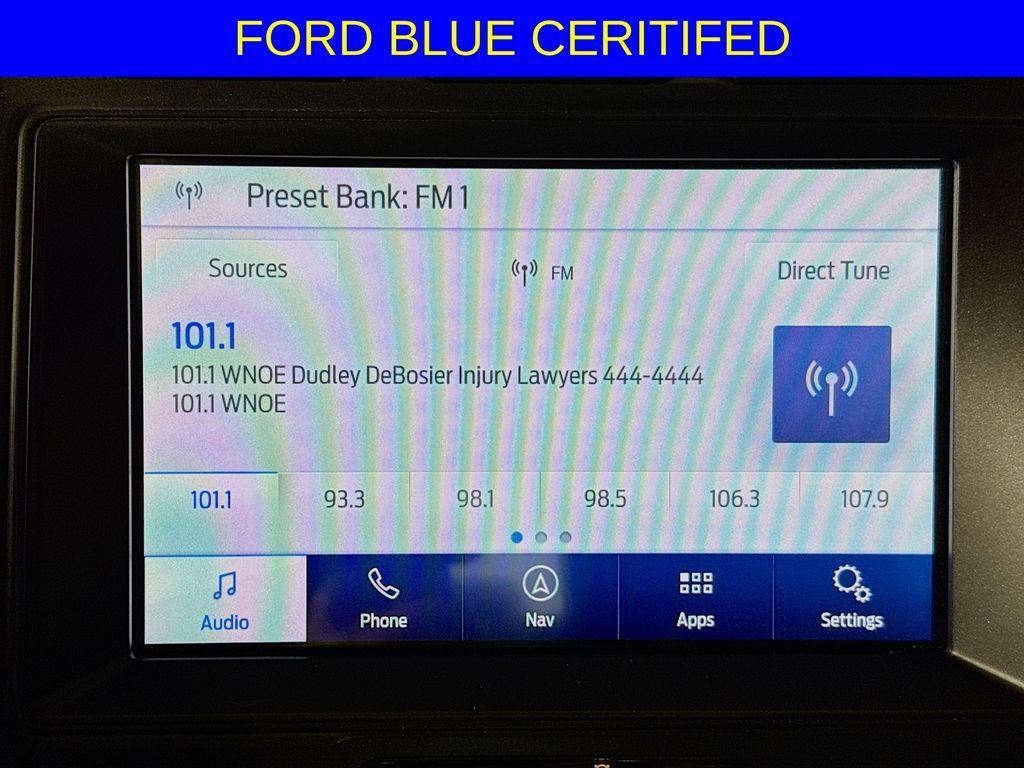 FORD BLUE CERITIFED
Preset Bank: FM 1
Sources
FM
Direct Tune
101.1
101.1 WNOE Dudley DeBosier Injury Lawyers 444-4444
101.1 WNOE
101.1 93.3 98.1 98.5 106.3 107.9
Audio Phone Nav Apps Settings